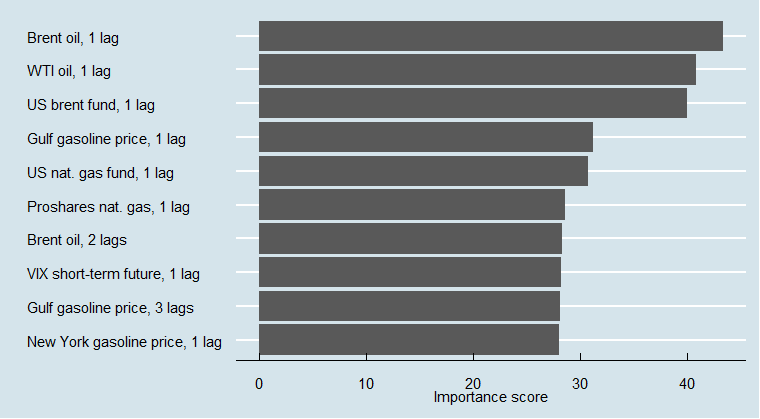 Brent oil, 1 lag
WTI oil, 1 lag
US brent fund, 1 lag
Gulf gasoline price, 1 lag
US nat. gas fund, 1 lag
Proshares nat. gas, 1 lag
Brent oil, 2 lags
VIX short-term future, 1 lag
Gulf gasoline price, 3 lags
New York gasoline price, 1 lag
0 10 20 30 40
Importance score